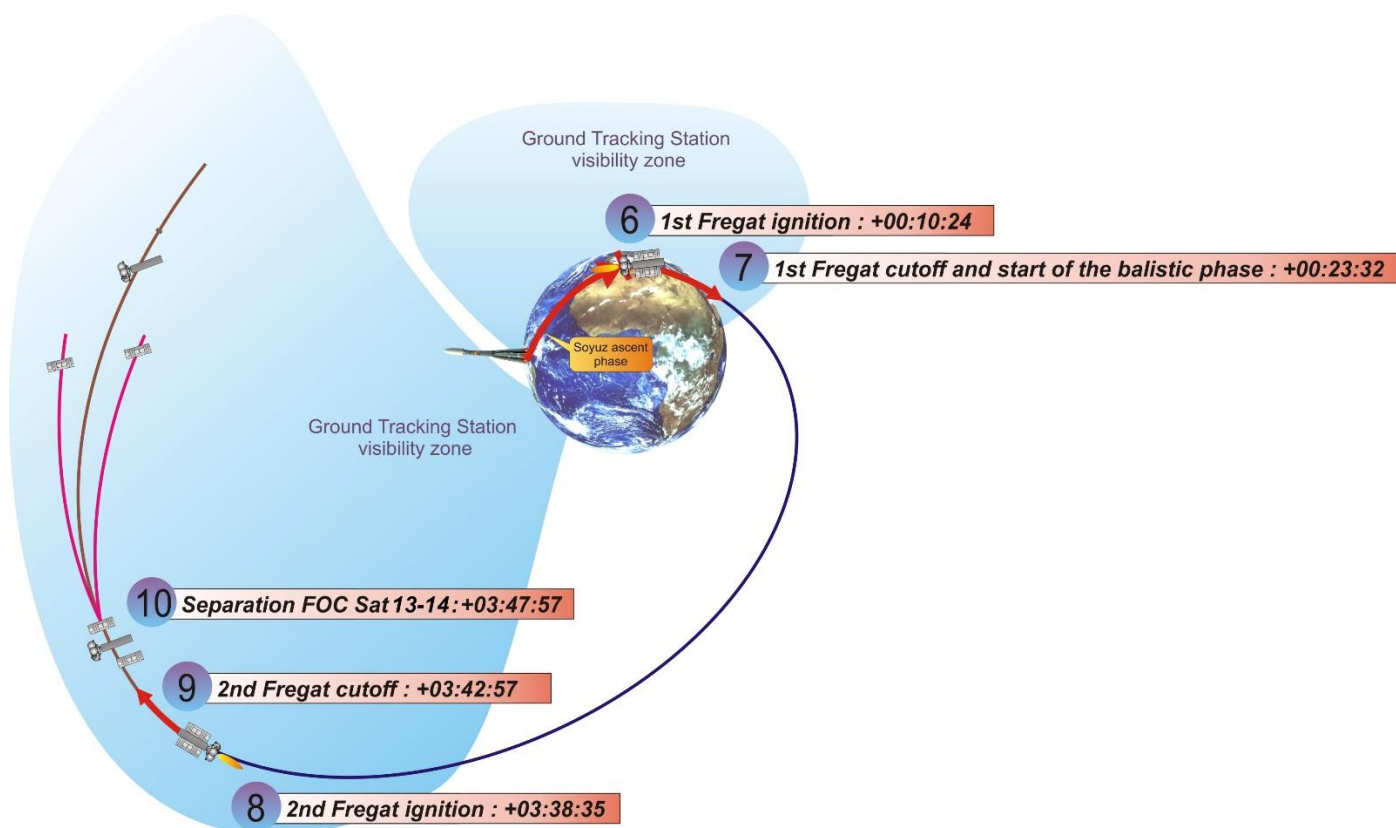 Ground Tracking Station
visibility zone
6 1st Fregat ignition : +00:10:24
7 1st Fregat cutoff and start of the balistic phase : +00:23:32
Soyuz ascent
phase
Ground Tracking Station
visibility zone
10 Separation FOC Sat 13-14: +03:47:57
9 2nd Fregat cutoff : +03:42:57
8 2nd Fregat ignition : +03:38:35